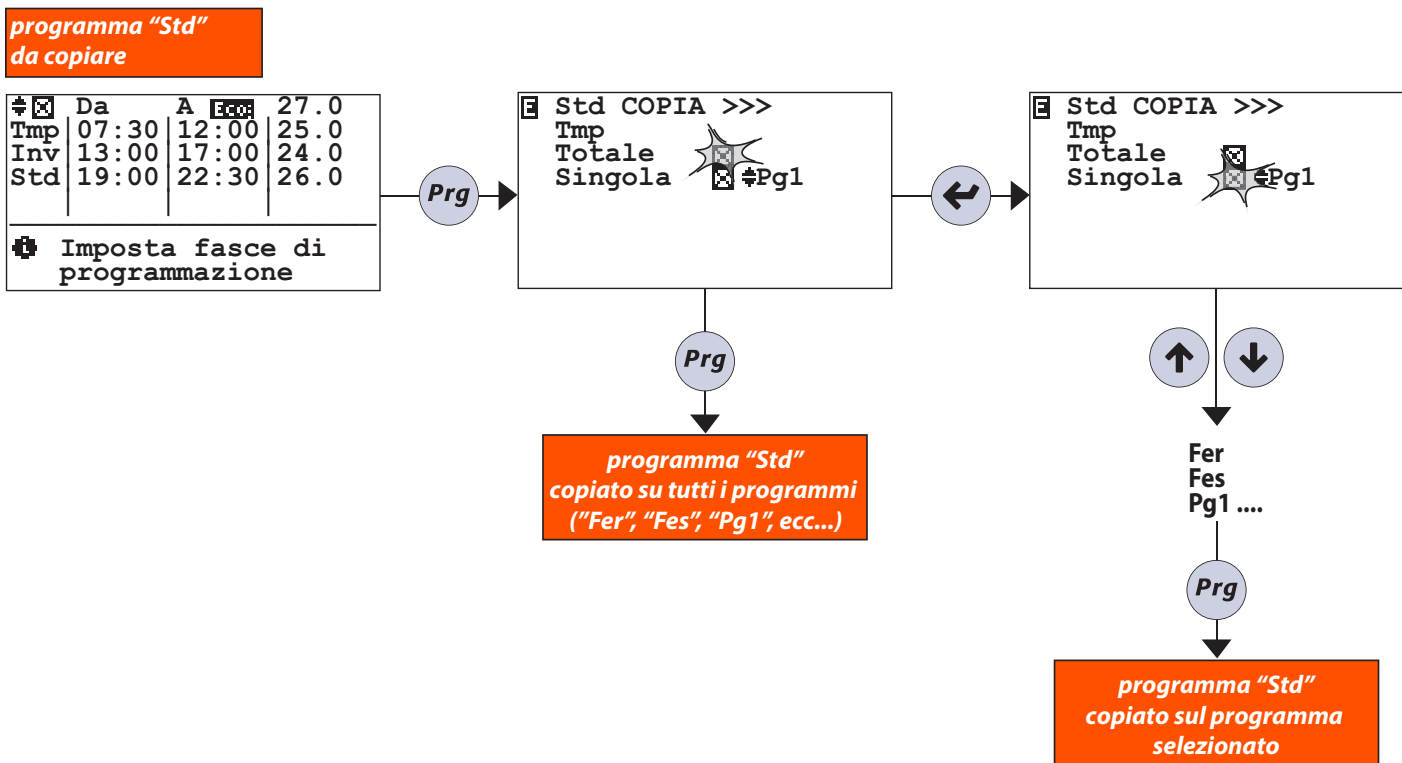 programma “Std”
da copiare
Da A Eco: 27.0
Tmp|07:30|12:00|25.0
Inv|13:00|17:00|24.0
Std|19:00|22:30|26.0
Imposta fasce di
programmazione
Prg
E Std COPIA >>>
Tmp
Totale
Singola Pg1
E Std COPIA >>>
Tmp
Totale
Singola Pg1
Prg
programma “Std”
copiato su tutti i programmi
(”Fer”, “Fes”, “Pg1”, ecc...)
Fer
Fes
Pg1 ....
Prg
programma “Std”
copiato sul programma
selezionato